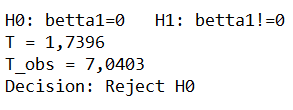 H0: betta1=0   H1: betta1!=0
T = 1,7396
T_obs = 7,0403
Decision: Reject H0